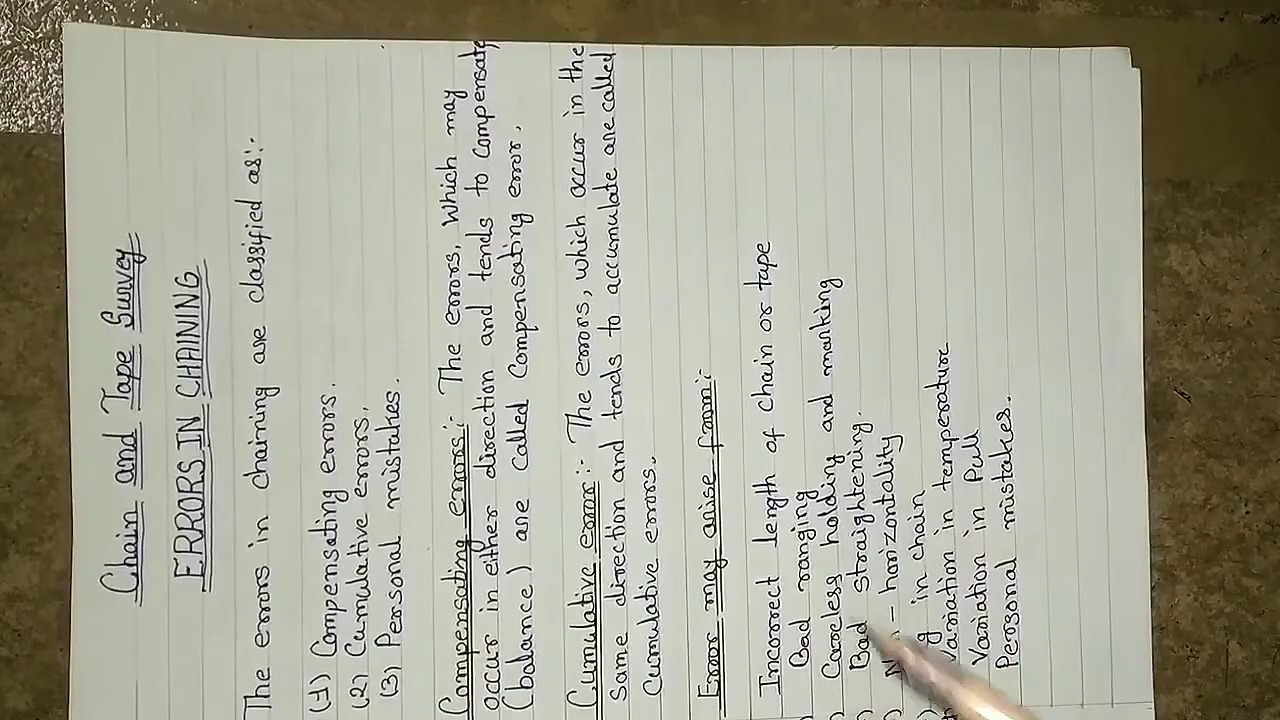 Chain and Tape Survey
ERRORS IN CHAINING
The errors in chaining are classified as:-
(1) Compensating errors.
(2) Cumulative errors.
(3) Personal mistakes.
Compensating errors:- The errors, which may
occur in either direction and tends to compensate
(balance) are called compensating error.
Cumulative error:- The errors, which occur in the
same direction and tends to accumulate are called
cumulative errors.
Error may arise from:-
Incorrect length of chain or tape
Bad ranging
Careless holding and marking
Bad straightening.
- horizontality
in chain
Variation in temperature
Variation in Pull
Personal mistakes.